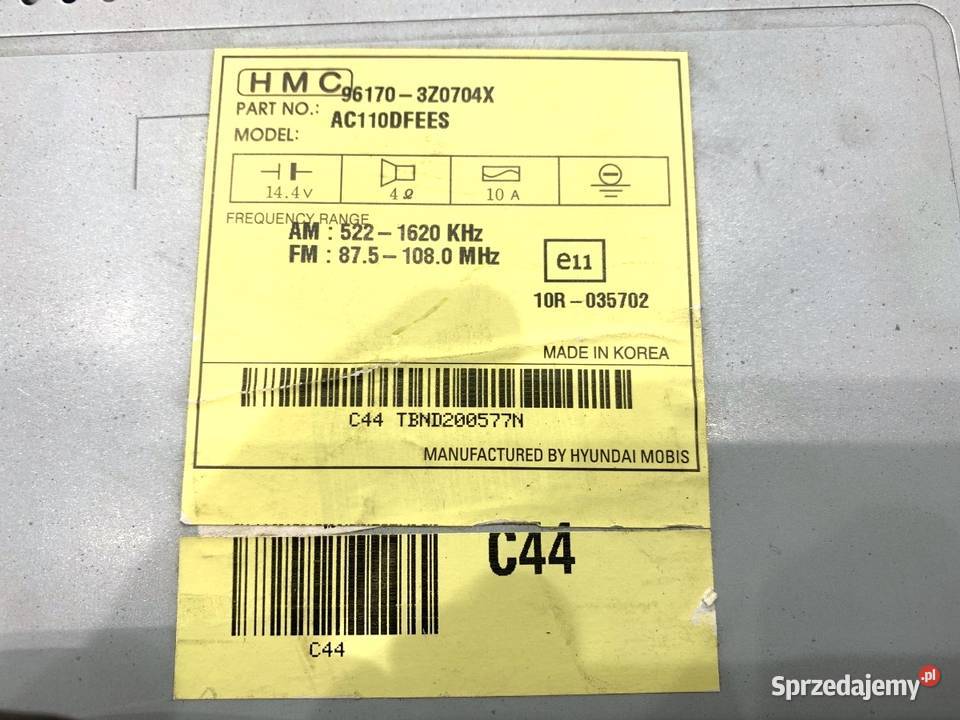 HMC
PART NO.: 96170-3Z0704X
MODEL: AC110DFEES
14.4V 4Ω 10 A
FREQUENCY RANGE
AM : 522-1620 KHz
FM : 87.5-108.0 MHz
e11
10R-035702
MADE IN KOREA
C44 TBND200577N
MANUFACTURED BY HYUNDAI MOBIS
C44
C44
Sprzedajemy.pl